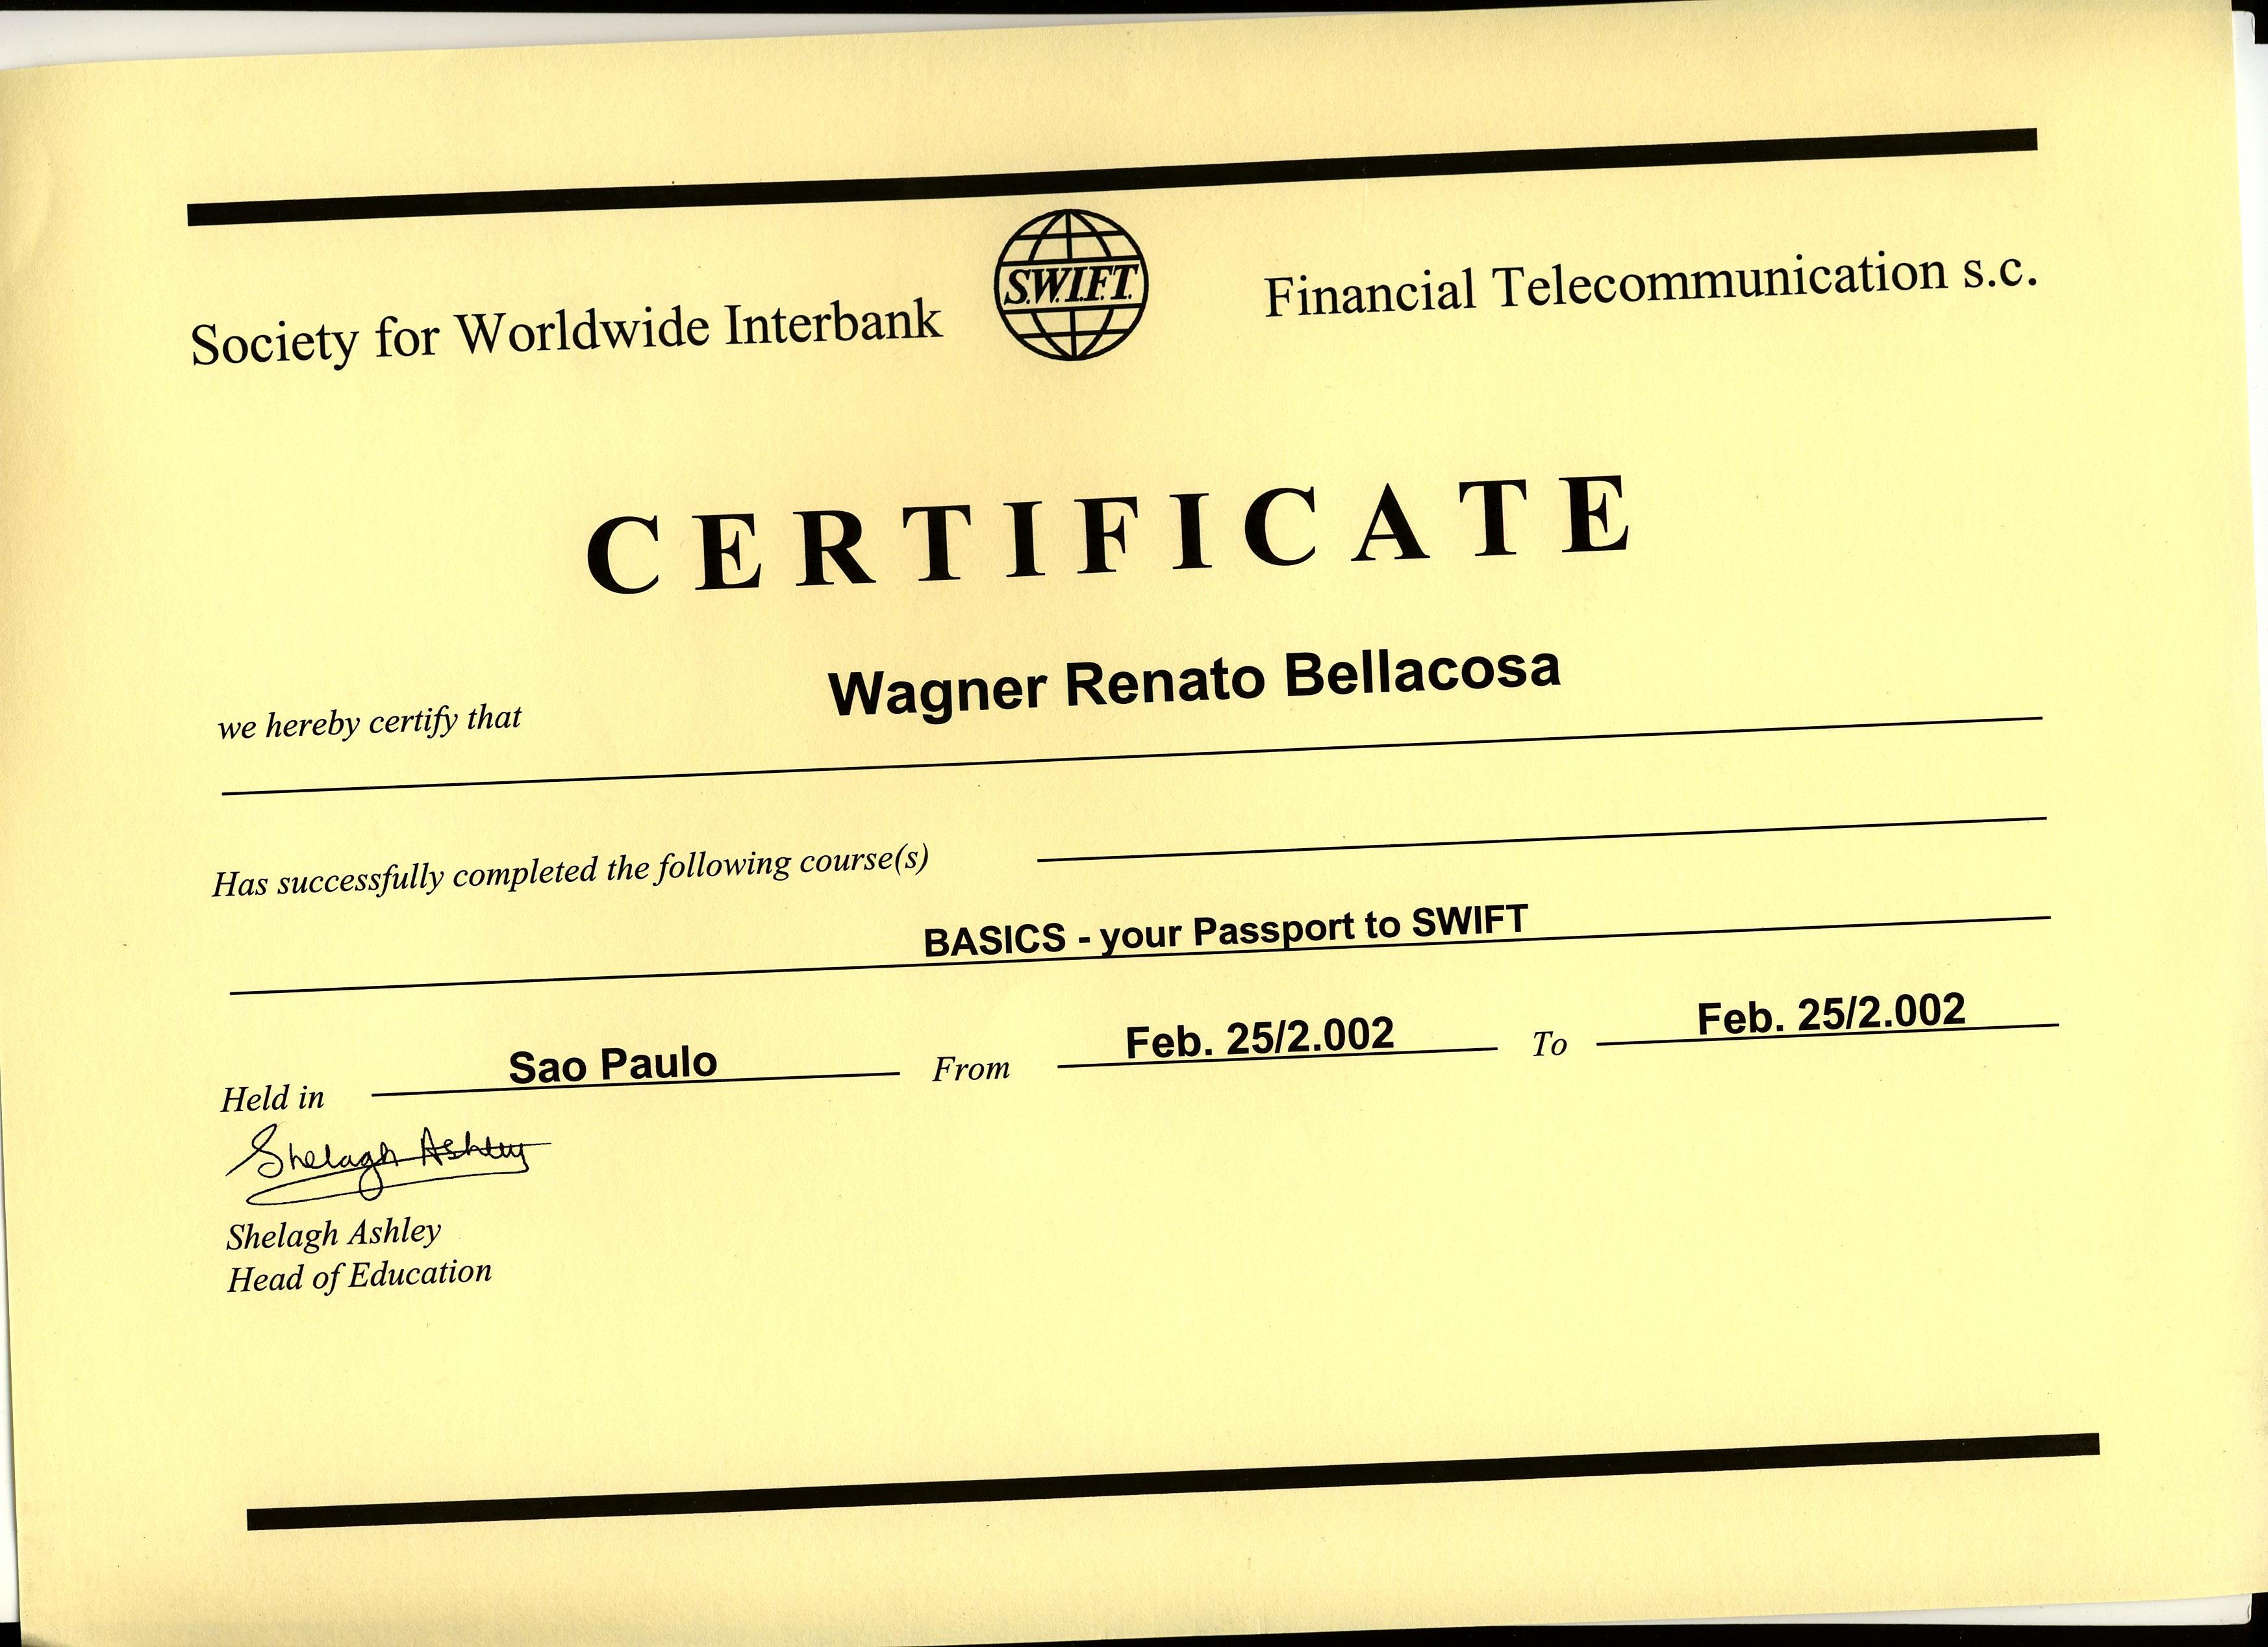 Society for Worldwide Interbank S.W.I.F.T. Financial Telecommunication s.c.
CERTIFICATE
we hereby certify that Wagner Renato Bellacosa
Has successfully completed the following course(s)
BASICS - your Passport to SWIFT
Held in Sao Paulo From Feb. 25/2.002 To Feb. 25/2.002
Shelagh Ashley
Shelagh Ashley
Head of Education